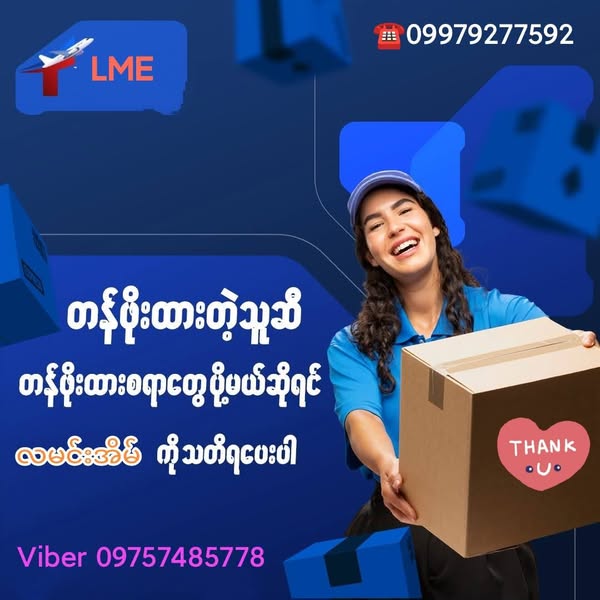 LME
☎09979277592
တန်ဖိုးထားတဲ့သူဆီ
တန်ဖိုးထားစရာတွေပို့မယ်ဆိုရင်
လမင်းအိမ် ကိုသတိရပေးပါ
THANK
U
Viber 09757485778